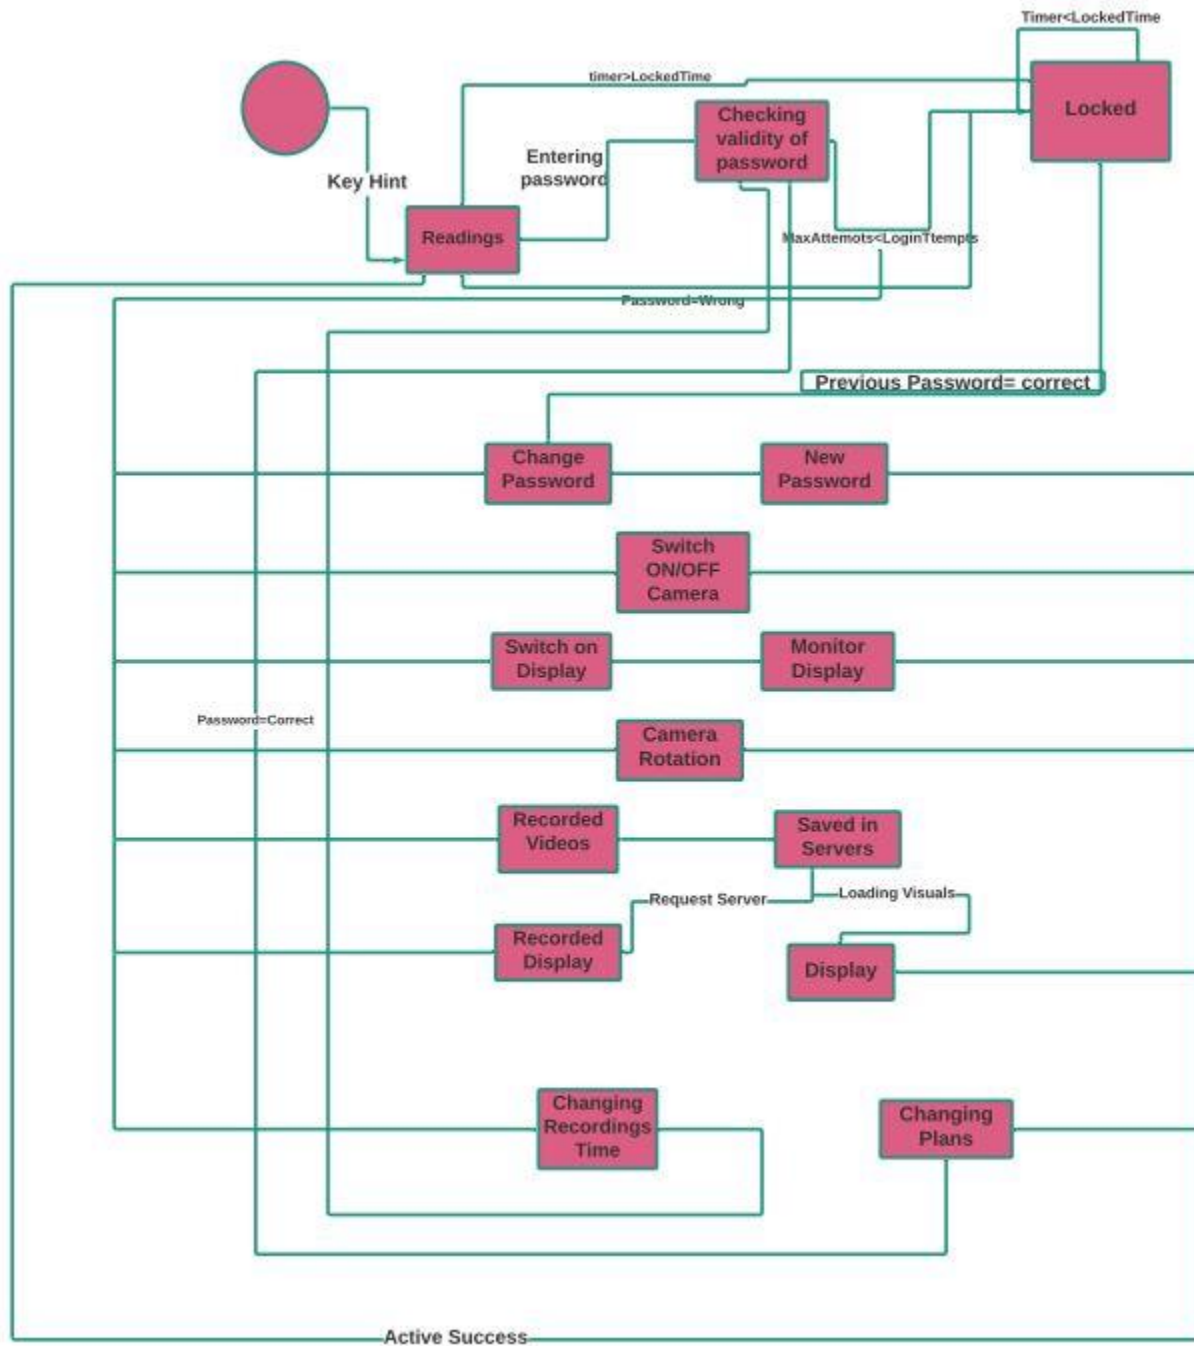 Timer<LockedTime
timer>LockedTime
Locked
Checking
validity of
password
Entering
password
Key Hint
Readings
MaxAttemots<LoginTtempts
Password=Wrong
Previous Password= correct
Change
Password
New
Password
Switch
ON/OFF
Camera
Switch on
Display
Monitor
Display
Password=Correct
Camera
Rotation
Recorded
Videos
Saved in
Servers
Request Server
Loading Visuals
Recorded
Display
Display
Changing
Recordings
Time
Changing
Plans
Active Success